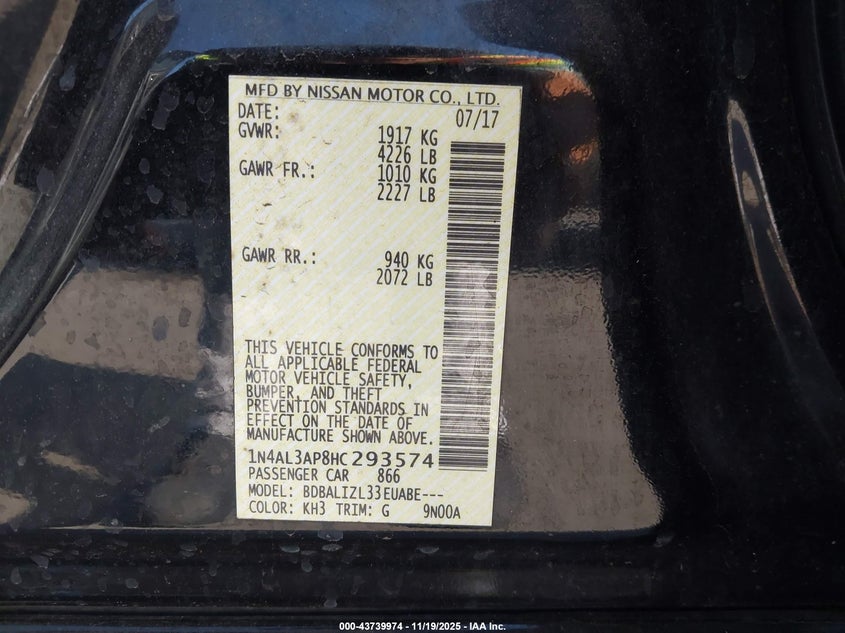 MFD BY NISSAN MOTOR CO., LTD.
DATE: 07/17
GVWR: 1917 KG
4226 LB
GAWR FR.: 1010 KG
2227 LB
GAWR RR.: 940 KG
2072 LB
THIS VEHICLE CONFORMS TO
ALL APPLICABLE FEDERAL
MOTOR VEHICLE SAFETY,
BUMPER, AND THEFT
PREVENTION STANDARDS IN
EFFECT ON THE DATE OF
MANUFACTURE SHOWN ABOVE.
1N4AL3AP8HC293574
PASSENGER CAR 866
MODEL: BDBALIZL33EUABE---
COLOR: KH3 TRIM: G 9N00A
000-43739974 | 11/19/2025 - IAA Inc.